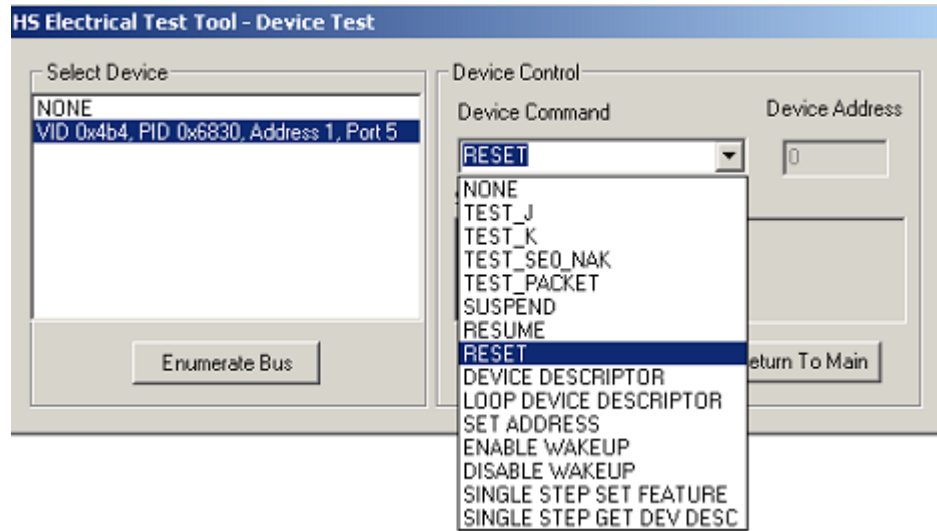 HS Electrical Test Tool - Device Test
Select Device
NONE
VID 0x4b4, PID 0x6830, Address 1, Port 5
Enumerate Bus
Device Control
Device Command
Device Address
RESET
0
NONE
TEST_J
TEST_K
TEST_SE0_NAK
TEST_PACKET
SUSPEND
RESUME
RESET
DEVICE DESCRIPTOR
LOOP DEVICE DESCRIPTOR
SET ADDRESS
ENABLE WAKEUP
DISABLE WAKEUP
SINGLE STEP SET FEATURE
SINGLE STEP GET DEV DESC
eturn To Main